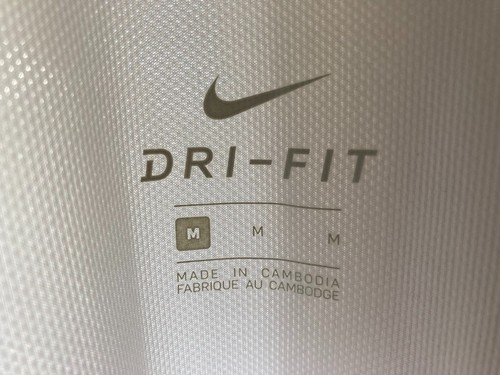 DRI-FIT
M M M
MADE IN CAMBODIA
FABRIQUE AU CAMBODGE